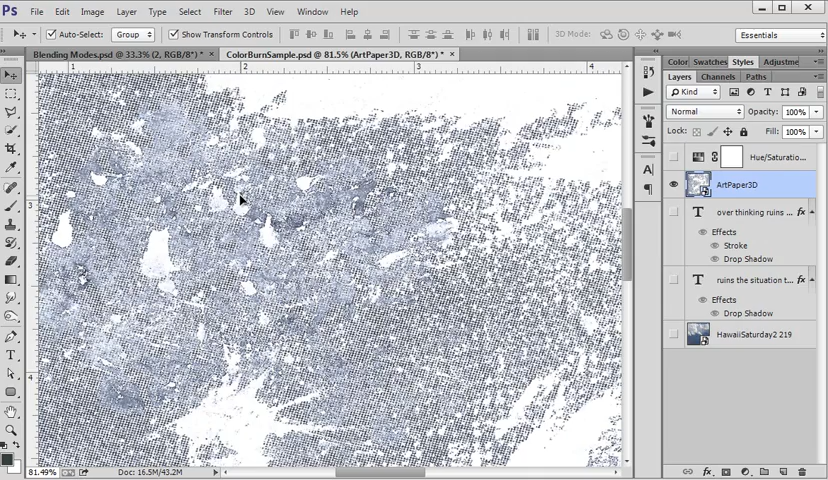 Ps File Edit Image Layer Type Select Filter 3D View Window Help
Auto-Select: Group Show Transform Controls 3D Mode: Essentials
Blending Modes.psd @ 33.3% (2, RGB/8*) * × ColorBurnSample.psd @ 81.5% (ArtPaper3D, RGB/8*) * ×
Color Swatches Styles Adjustme
1 2 3 4
Layers Channels Paths
Kind
Normal Opacity: 100%
Lock: Fill: 100%
Hue/Saturatio...
ArtPaper3D
3
over thinking ruins ... fx
Effects
Stroke
Drop Shadow
ruins the situation t... fx
Effects
Drop Shadow
HawaiiSaturday2 219
4
81.49% Doc: 16.5M/43.2M